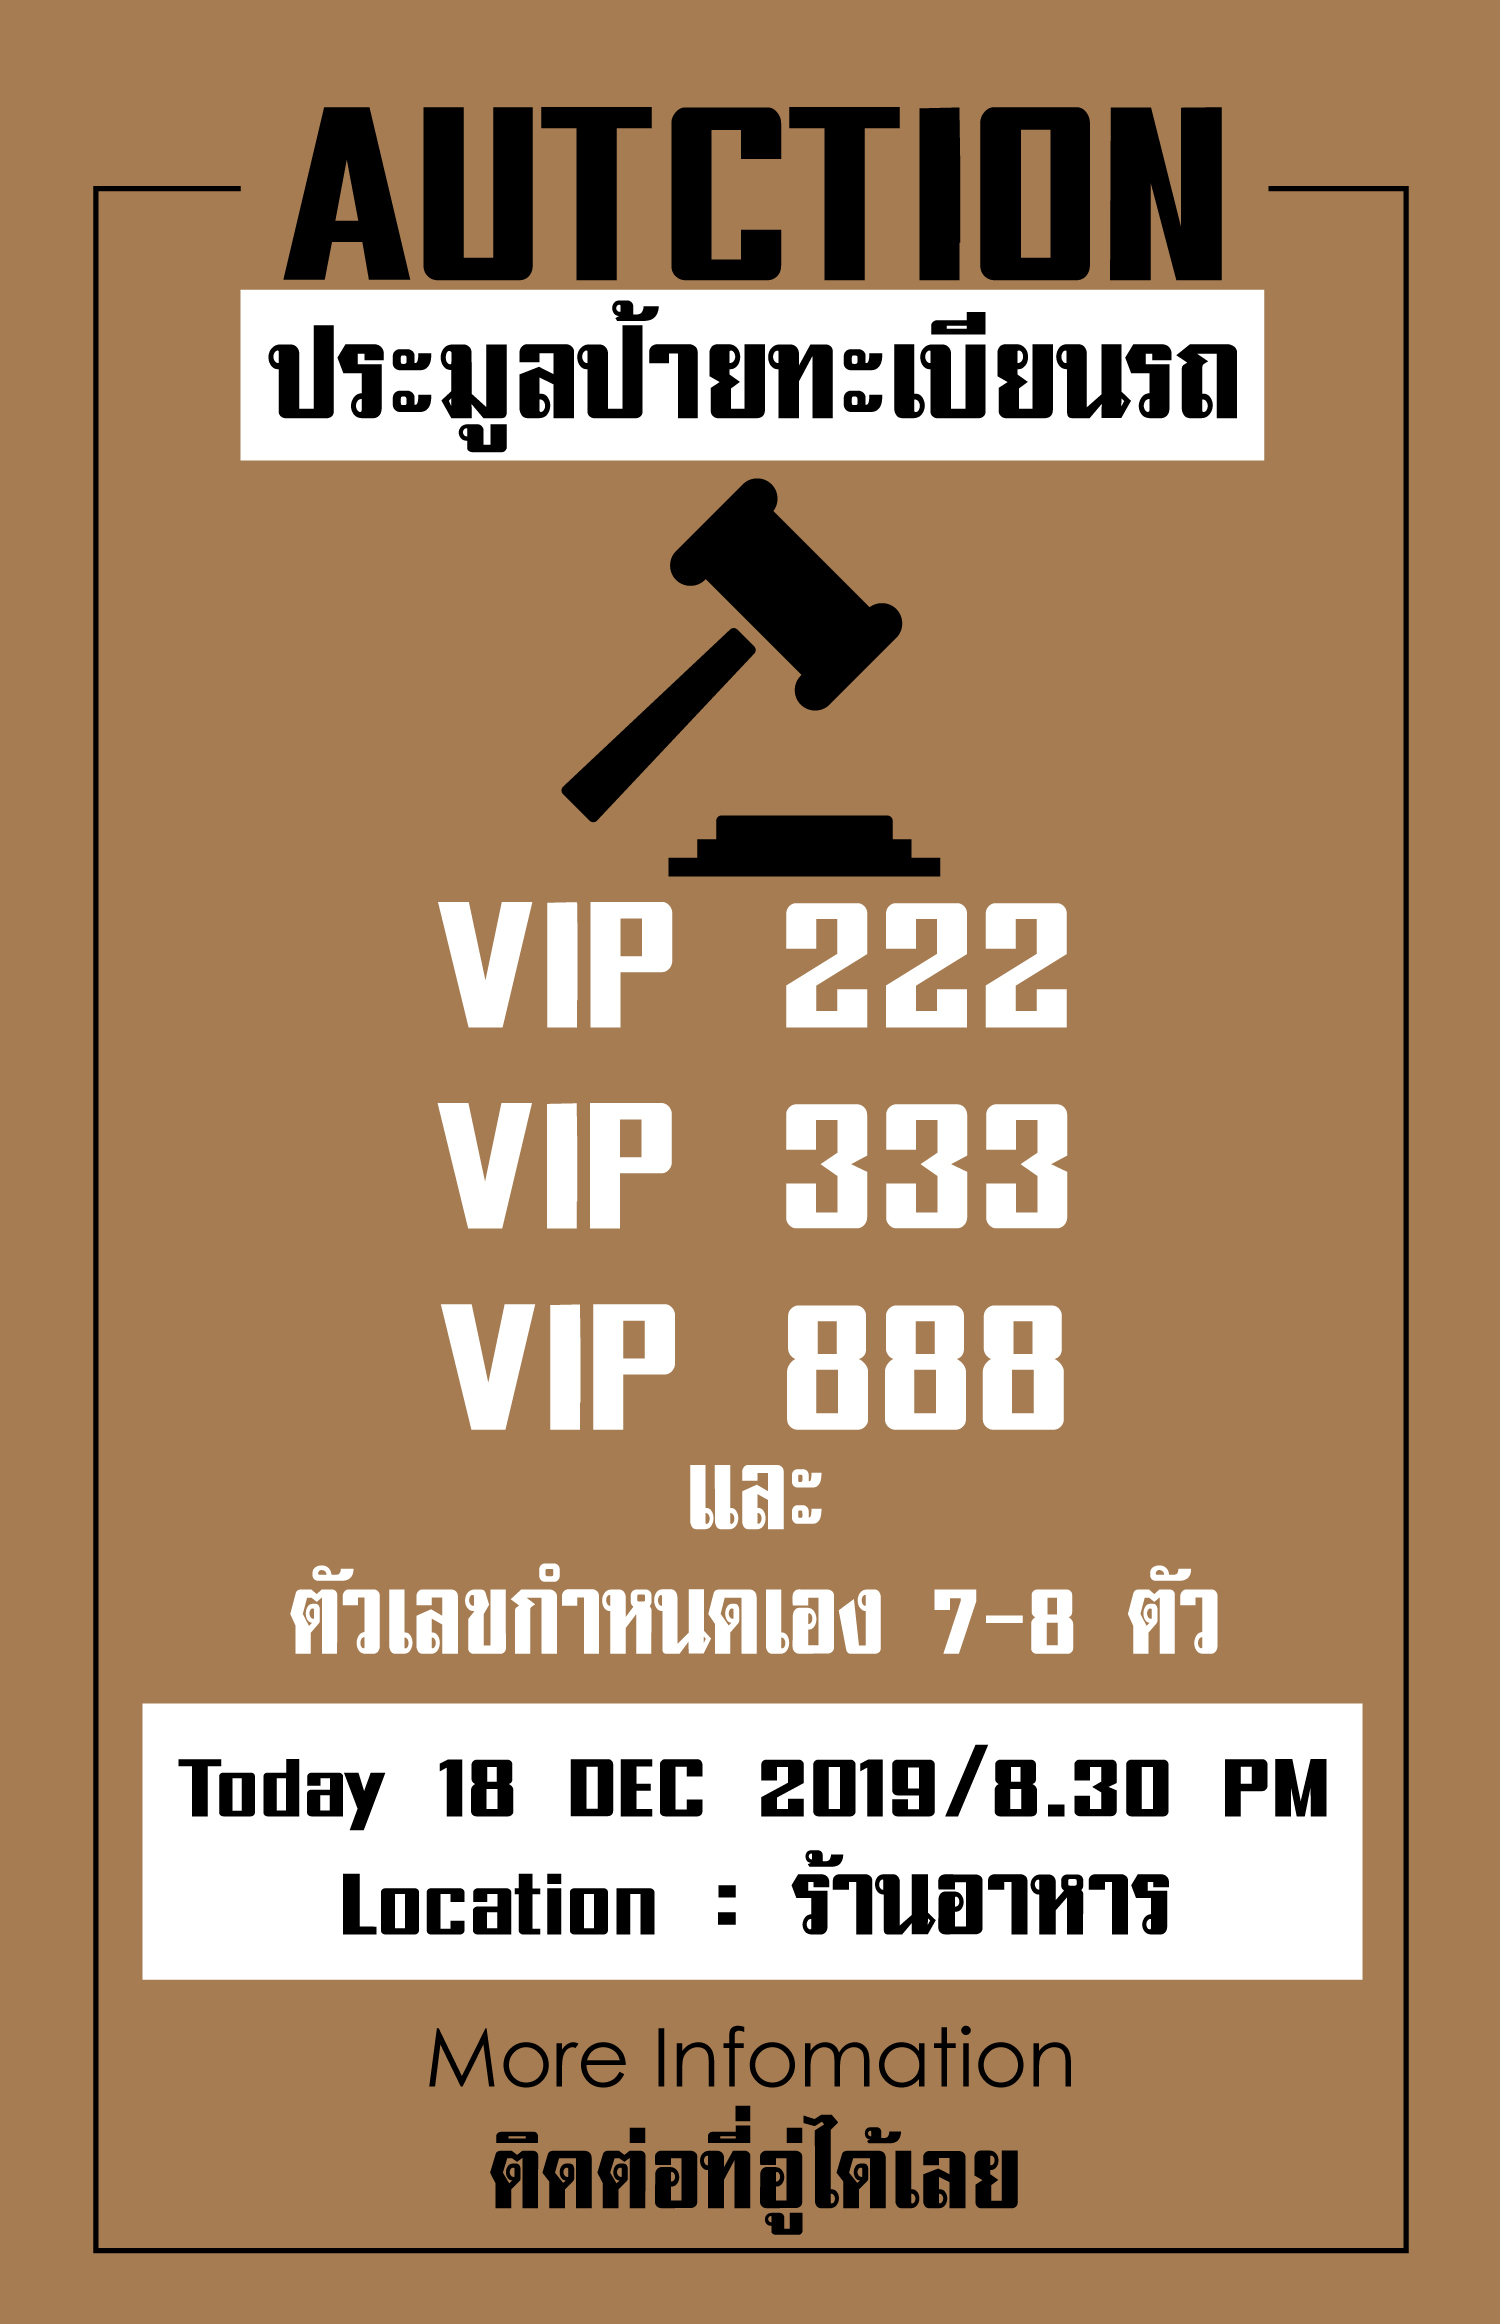 AUTCTION
ประมูลป้ายทะเบียนรถ
VIP 222
VIP 333
VIP 888
และ
ตัวเลขกำหนดเอง 7-8 ตัว
Today 18 DEC 2019/8.30 PM
Location : ร้านอาหาร
More Infomation
ติดต่อที่อู่ได้เลย